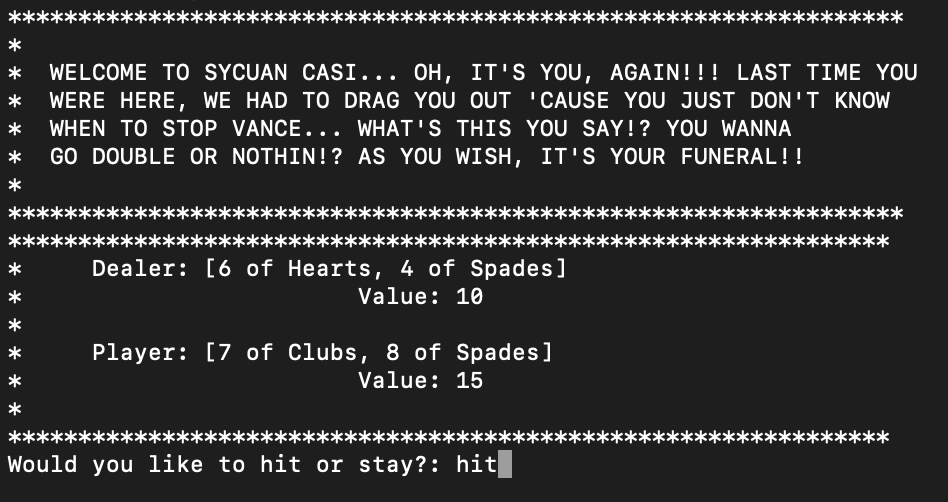 ****************************************************************
*
*  WELCOME TO SYCUAN CASI... OH, IT'S YOU, AGAIN!!! LAST TIME YOU
*  WERE HERE, WE HAD TO DRAG YOU OUT 'CAUSE YOU JUST DON'T KNOW
*  WHEN TO STOP VANCE... WHAT'S THIS YOU SAY!? YOU WANNA
*  GO DOUBLE OR NOTHIN!? AS YOU WISH, IT'S YOUR FUNERAL!!
*
****************************************************************
***************************************************************
*     Dealer: [6 of Hearts, 4 of Spades]
*                        Value: 10
*
*     Player: [7 of Clubs, 8 of Spades]
*                        Value: 15
*
***************************************************************
Would you like to hit or stay?: hit